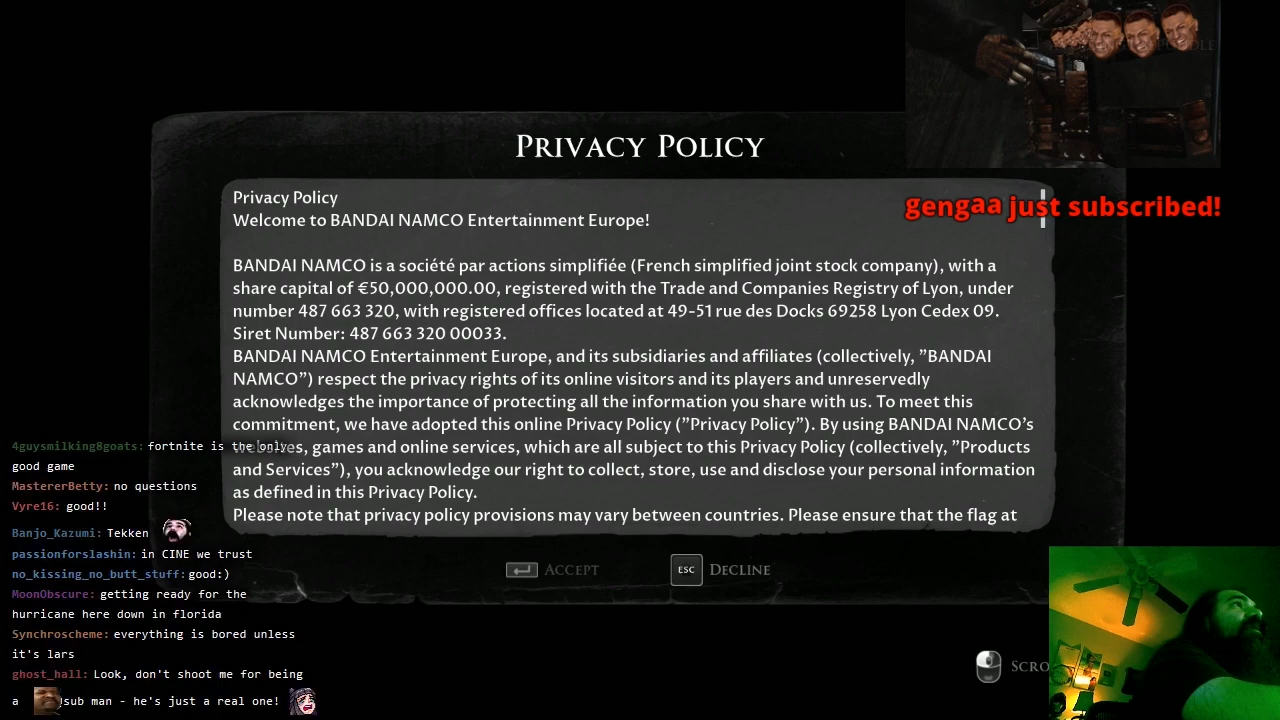 PRIVACY POLICY
Privacy Policy
Welcome to BANDAI NAMCO Entertainment Europe!
BANDAI NAMCO is a société par actions simplifiée (French simplified joint stock company), with a
share capital of €50,000,000.00, registered with the Trade and Companies Registry of Lyon, under
number 487 663 320, with registered offices located at 49-51 rue des Docks 69258 Lyon Cedex 09.
Siret Number: 487 663 320 00033.
BANDAI NAMCO Entertainment Europe, and its subsidiaries and affiliates (collectively, ”BANDAI
NAMCO”) respect the privacy rights of its online visitors and its players and unreservedly
acknowledges the importance of protecting all the information you share with us. To meet this
commitment, we have adopted this online Privacy Policy (”Privacy Policy”). By using BANDAI NAMCO’s
games and online services, which are all subject to this Privacy Policy (collectively, ”Products
and Services”), you acknowledge our right to collect, store, use and disclose your personal information
as defined in this Privacy Policy.
Please note that privacy policy provisions may vary between countries. Please ensure that the flag at
ACCEPT
ESC DECLINE
SCRO
gengaa just subscribed!
4guysmilking8goats: fortnite is the only
good game
MastererBetty: no questions
Vyre16: good!!
Banjo_Kazumi: Tekken
passionforslashin: in CINE we trust
no_kissing_no_butt_stuff: good:)
MoonObscure: getting ready for the
hurricane here down in florida
Synchroscheme: everything is bored unless
it's lars
ghost_hall: Look, don't shoot me for being
a sub man - he's just a real one!